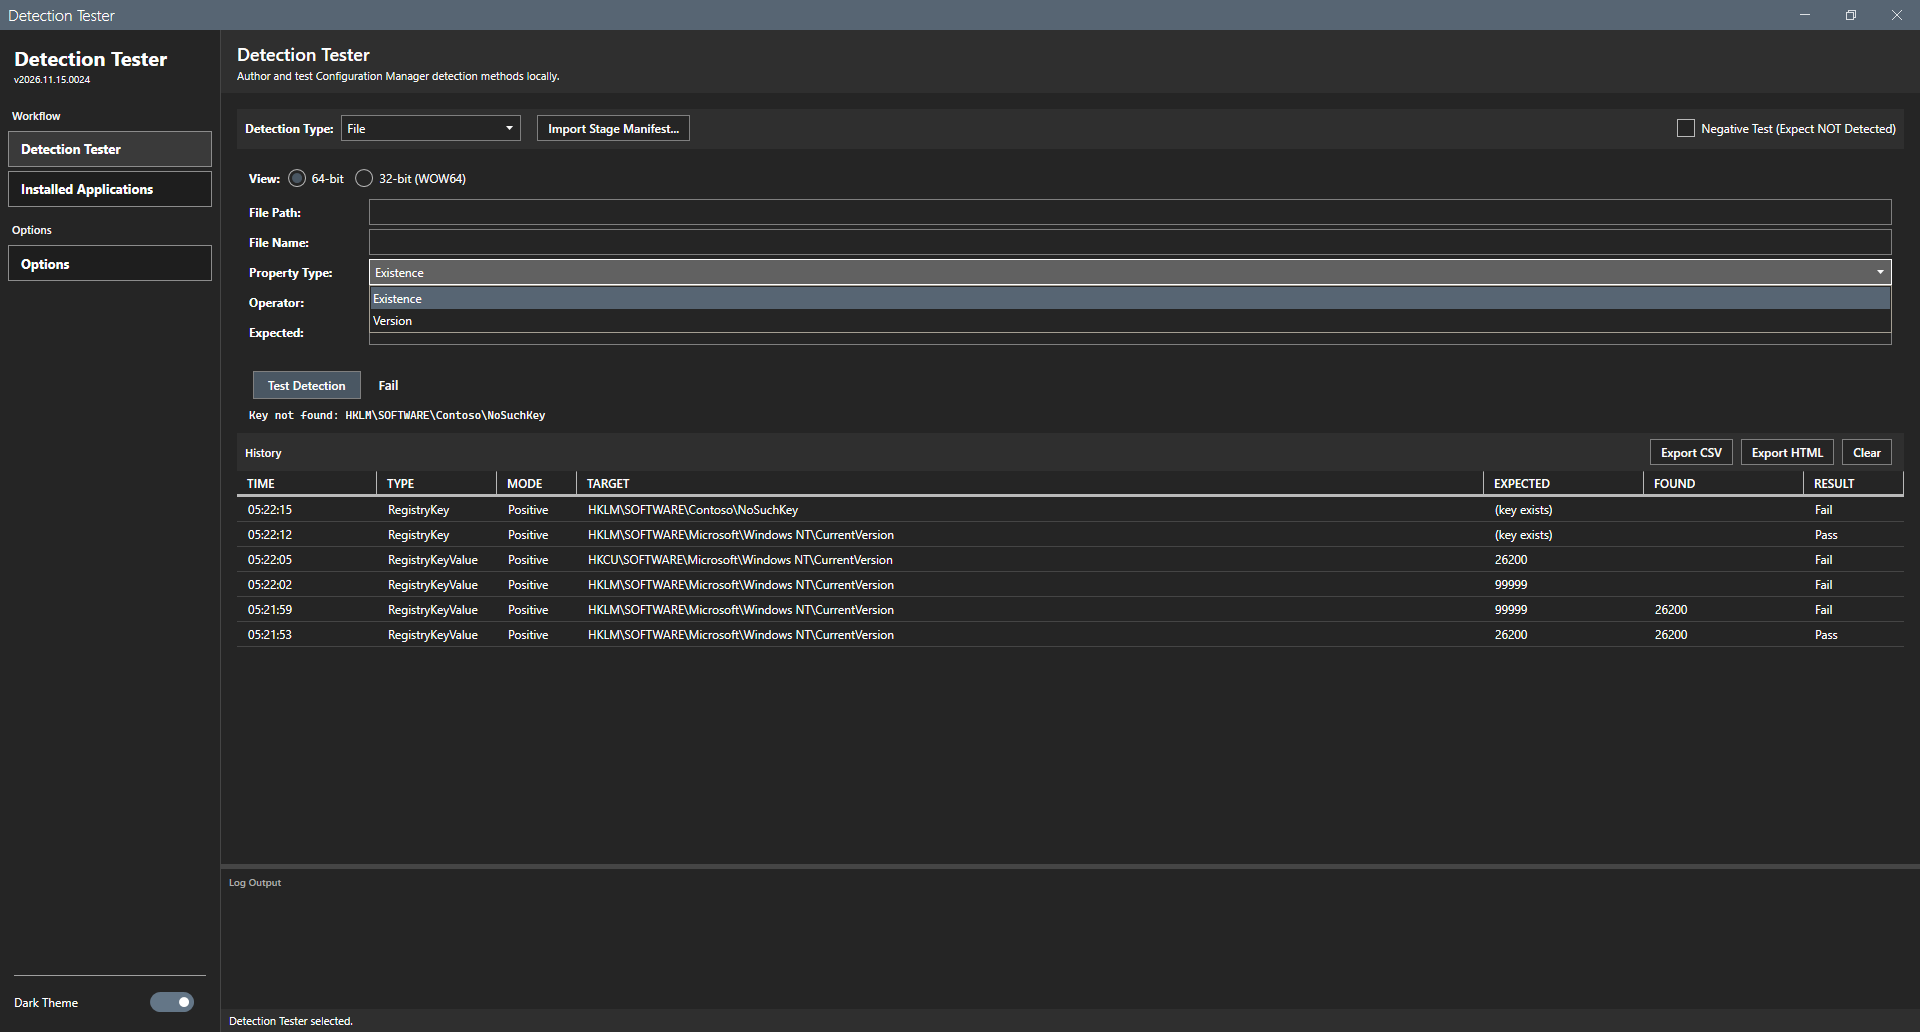 Detection Tester
Detection Tester
v2026.11.15.0024
Workflow
Detection Tester
Installed Applications
Options
Options
Dark Theme
Detection Tester
Author and test Configuration Manager detection methods locally.
Detection Type: File Import Stage Manifest... Negative Test (Expect NOT Detected)
View: 64-bit 32-bit (WOW64)
File Path:
File Name:
Property Type: Existence
Existence
Operator:
Version
Expected:
Test Detection Fail
Key not found: HKLM\SOFTWARE\Contoso\NoSuchKey
History Export CSV Export HTML Clear
TIME TYPE MODE TARGET EXPECTED FOUND RESULT
05:22:15 RegistryKey Positive HKLM\SOFTWARE\Contoso\NoSuchKey (key exists) Fail
05:22:12 RegistryKey Positive HKLM\SOFTWARE\Microsoft\Windows NT\CurrentVersion (key exists) Pass
05:22:05 RegistryKeyValue Positive HKCU\SOFTWARE\Microsoft\Windows NT\CurrentVersion 26200 Fail
05:22:02 RegistryKeyValue Positive HKLM\SOFTWARE\Microsoft\Windows NT\CurrentVersion 99999 Fail
05:21:59 RegistryKeyValue Positive HKLM\SOFTWARE\Microsoft\Windows NT\CurrentVersion 99999 26200 Fail
05:21:53 RegistryKeyValue Positive HKLM\SOFTWARE\Microsoft\Windows NT\CurrentVersion 26200 26200 Pass
Log Output
Detection Tester selected.